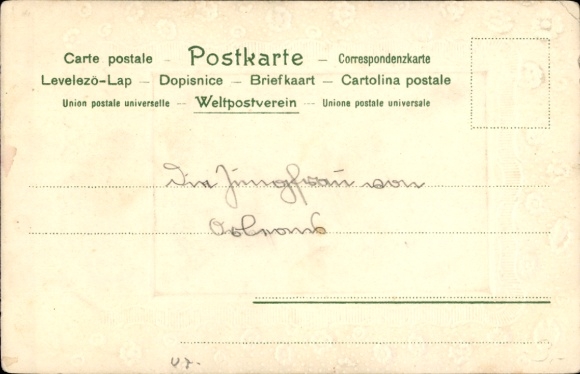 Carte postale – Postkarte – Correspondenzkarte
Levelezö-Lap – Dopisnice – Briefkaart – Cartolina postale
Union postale universelle – Weltpostverein – Unione postale universale
Die Jungfrau von
Orleans